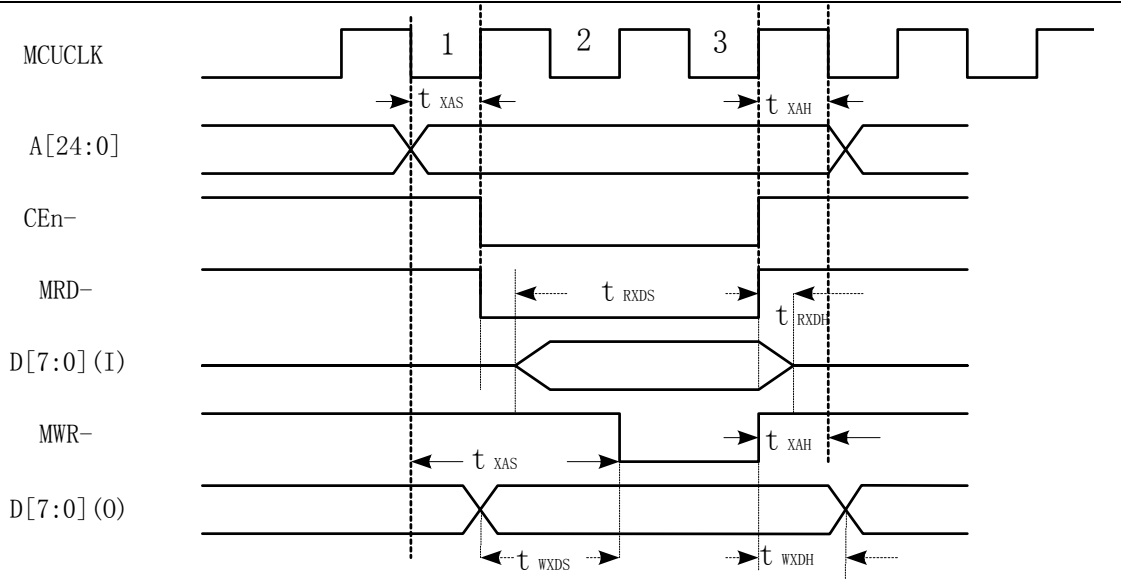 MCUCLK 1 2 3
t XAS t XAH
A[24:0]
CEn-
MRD- t RXDS
t RXDH
D[7:0](I)
MWR- t XAH
t XAS
D[7:0](O)
t WXDS t WXDH